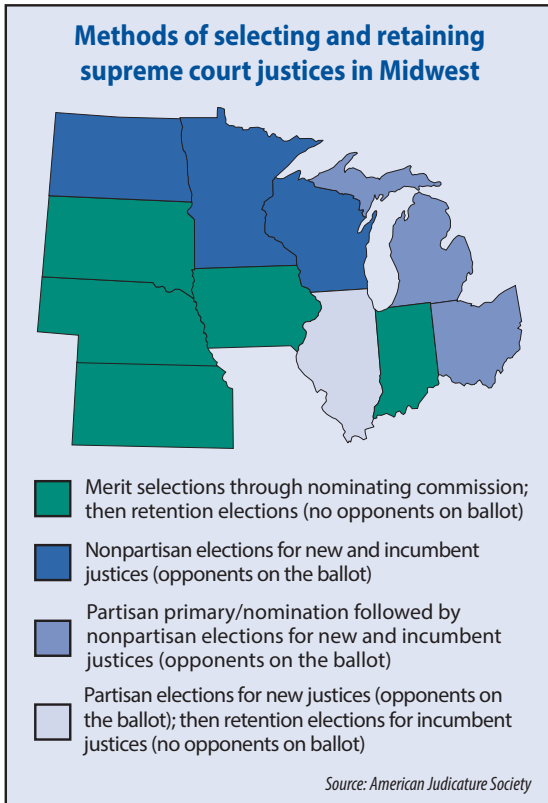 Methods of selecting and retaining
supreme court justices in Midwest
Merit selections through nominating commission;
then retention elections (no opponents on ballot)
Nonpartisan elections for new and incumbent
justices (opponents on the ballot)
Partisan primary/nomination followed by
nonpartisan elections for new and incumbent
justices (opponents on the ballot)
Partisan elections for new justices (opponents on
the ballot); then retention elections for incumbent
justices (no opponents on ballot)
Source: American Judicature Society